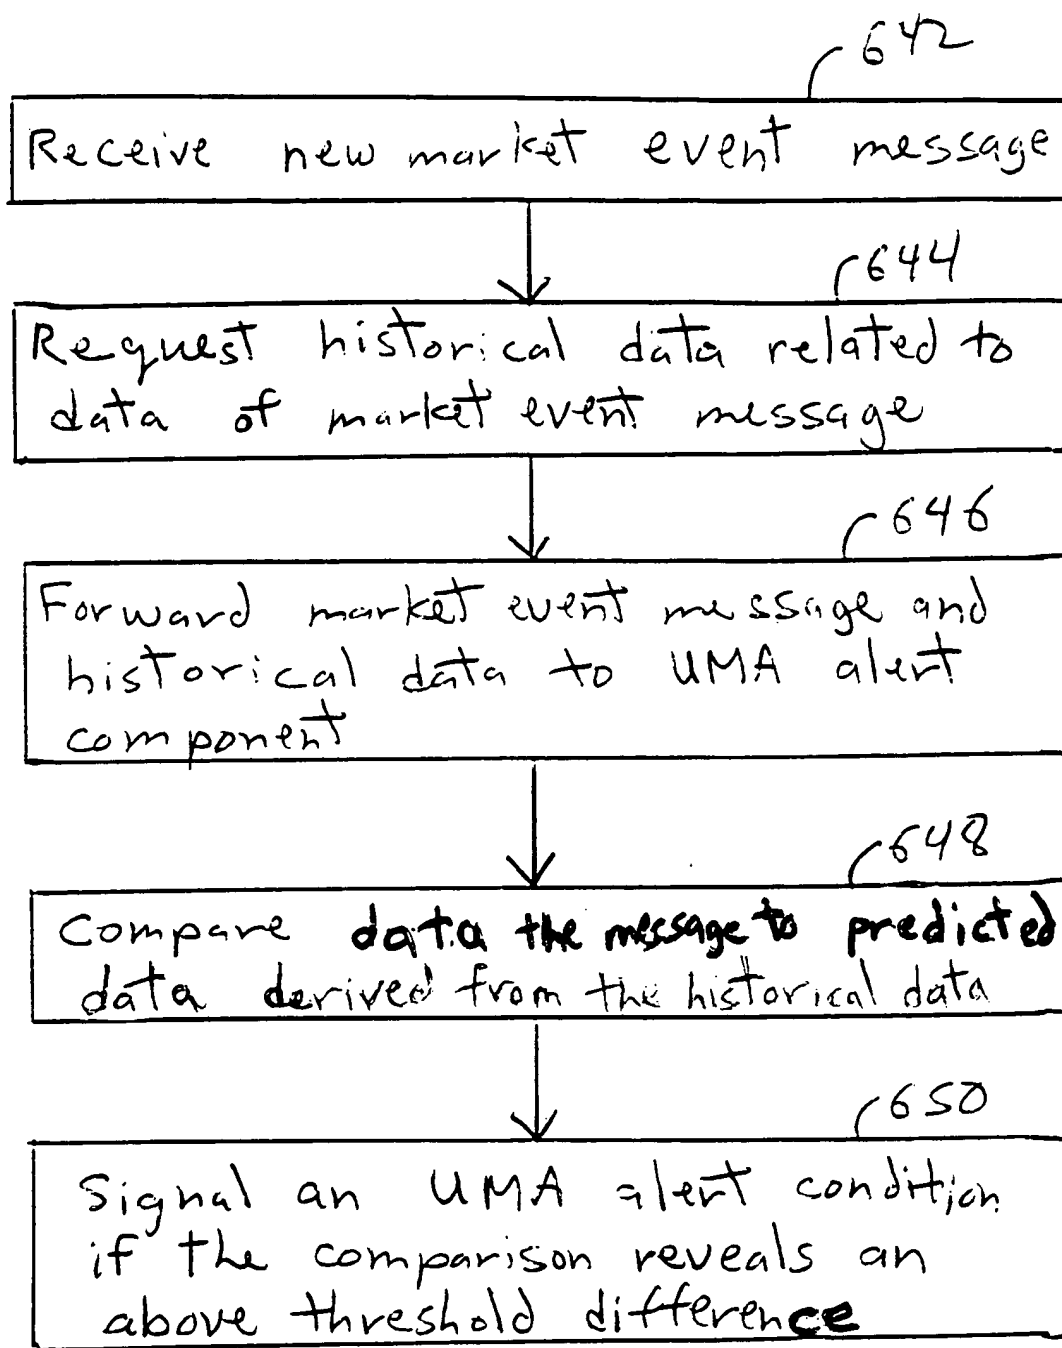 642
Receive new market event message
644
Request historical data related to
data of market event message
646
Forward market event message and
historical data to UMA alert
component
648
Compare data the message to predicted
data derived from the historical data
650
Signal an UMA alert condition
if the comparison reveals an
above threshold difference